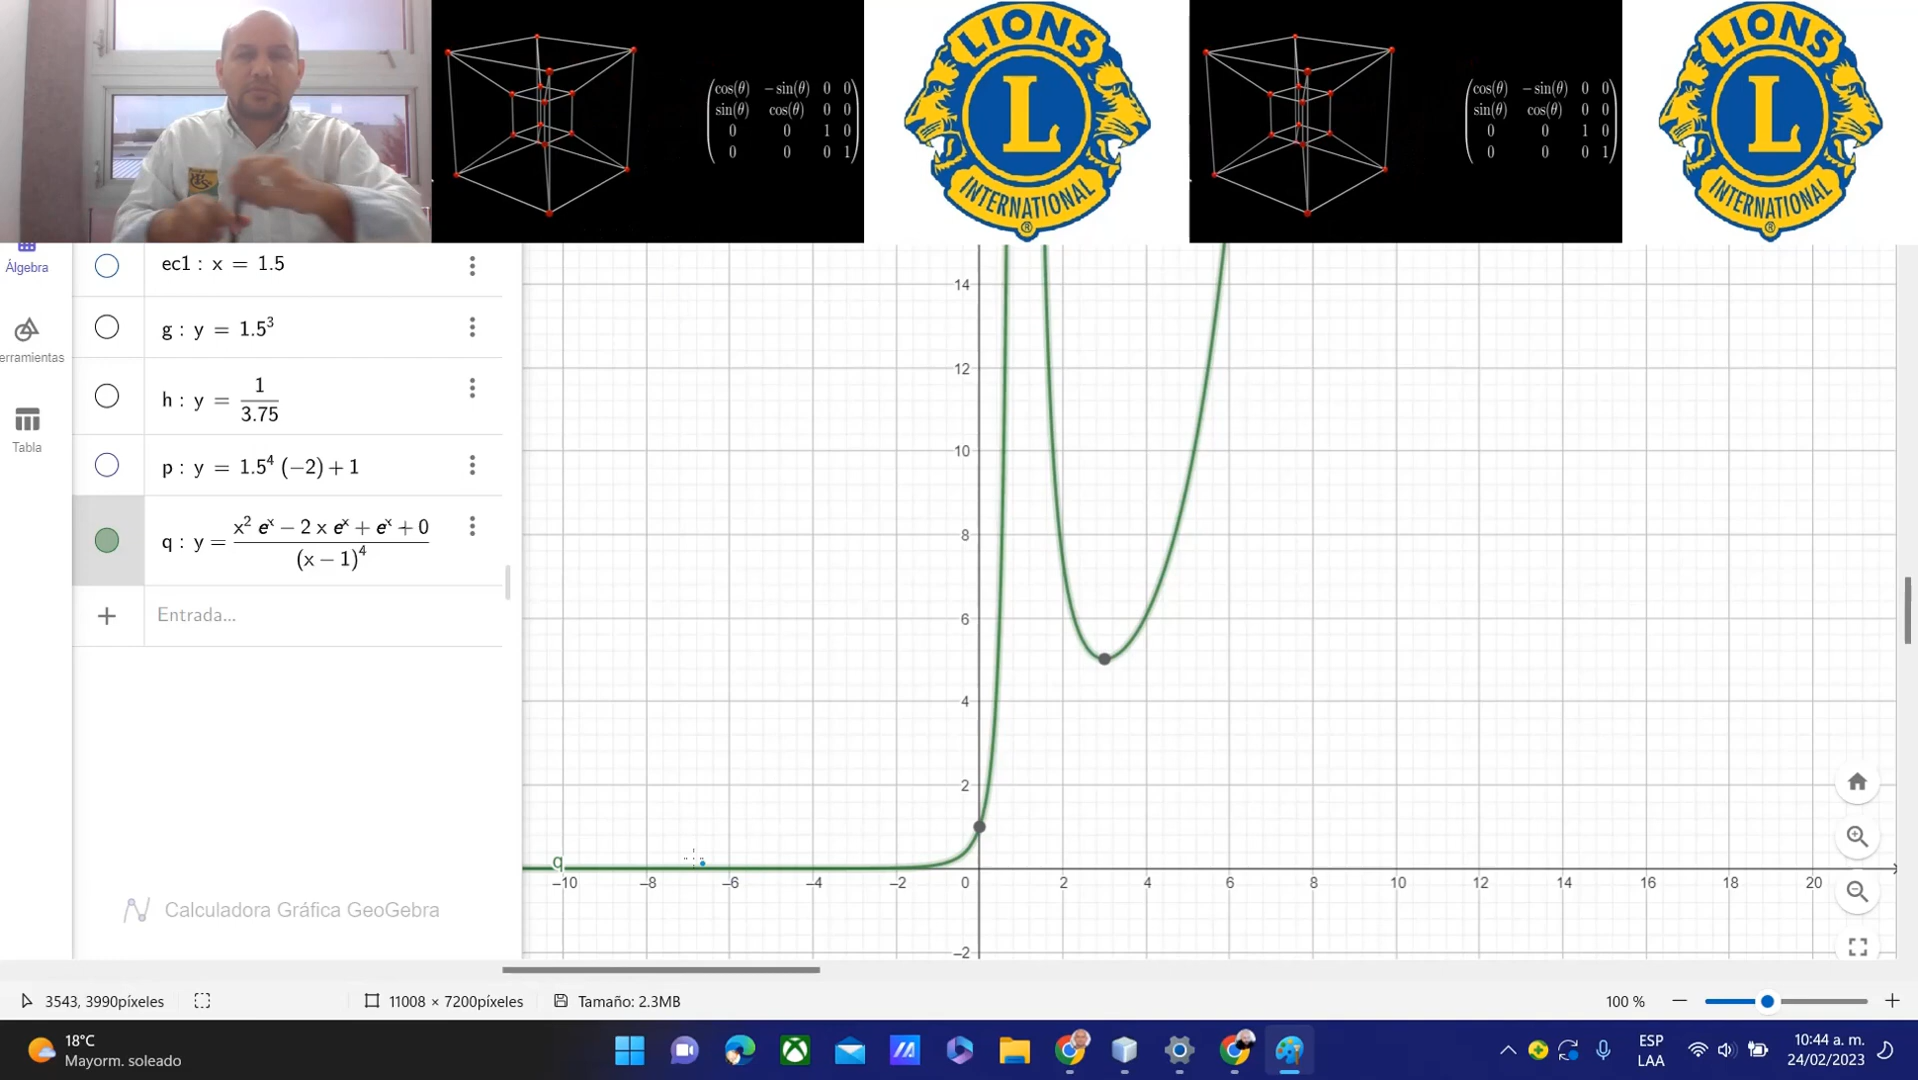 cos(θ) −sin(θ) 0 0
sin(θ) cos(θ) 0 0
0 0 1 0
0 0 0 1
LIONS
L
INTERNATIONAL
®
cos(θ) −sin(θ) 0 0
sin(θ) cos(θ) 0 0
0 0 1 0
0 0 0 1
LIONS
L
INTERNATIONAL
®
Álgebra
erramientas
Tabla
ec1 : x = 1.5
g : y = 1.5³
h : y = 1/3.75
p : y = 1.5⁴ (−2) + 1
q : y = (x² eˣ − 2 x eˣ + eˣ + 0)/(x − 1)⁴
+ Entrada...
Calculadora Gráfica GeoGebra
14
12
10
8
6
4
2
−2
q
−10 −8 −6 −4 −2 0 2 4 6 8 10 12 14 16 18 20
3543, 3990píxeles 11008 × 7200píxeles Tamaño: 2.3MB 100 %
18°C
Mayorm. soleado
ESP
LAA
10:44 a. m.
24/02/2023